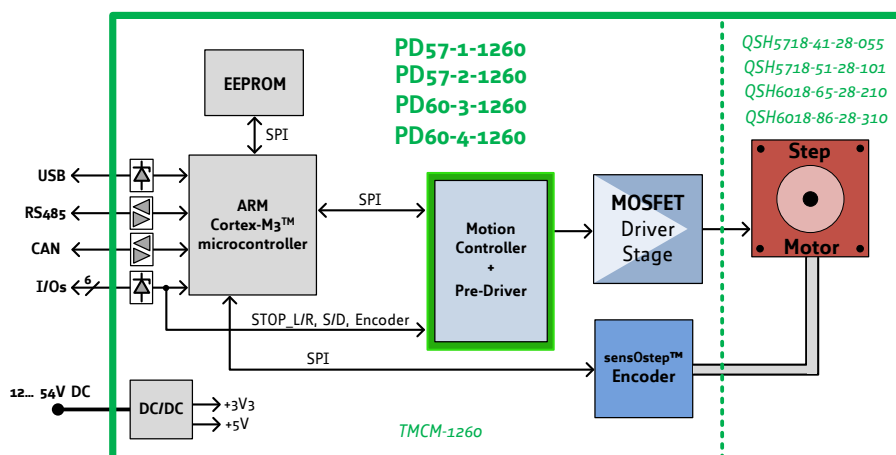 PD57-1-1260
PD57-2-1260
PD60-3-1260
PD60-4-1260
QSH5718-41-28-055
QSH5718-51-28-101
QSH6018-65-28-210
QSH6018-86-28-310
EEPROM
SPI
USB
RS485
CAN
I/Os
6
ARM
Cortex-M3™
microcontroller
SPI
Motion
Controller
+
Pre-Driver
MOSFET
Driver
Stage
Step
Motor
STOP_L/R, S/D, Encoder
SPI
sensOstep™
Encoder
12... 54V DC
DC/DC
+3V3
+5V
TMCM-1260